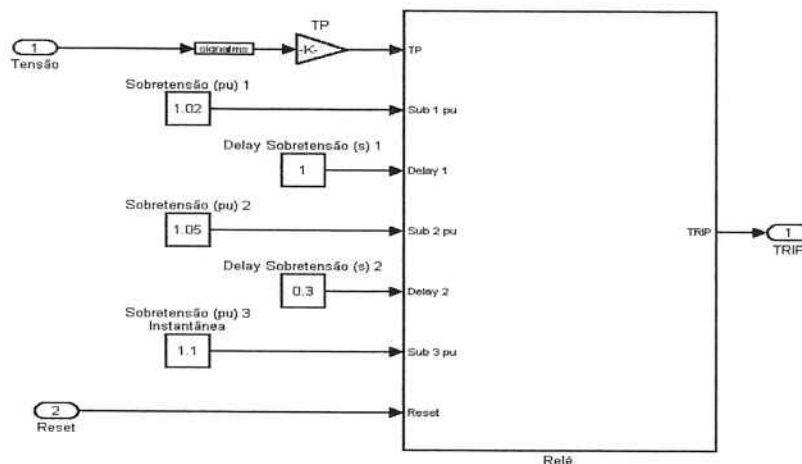 TP
1
signal rms
-K-
TP
Tensão
Sobretensão (pu) 1
1.02
Sub 1 pu
Delay Sobretensão (s) 1
1
Delay 1
Sobretensão (pu) 2
1.05
Sub 2 pu
TRIP
1
TRIP
Delay Sobretensão (s) 2
0.3
Delay 2
Sobretensão (pu) 3
Instantânea
1.1
Sub 3 pu
2
Reset
Reset
Relé